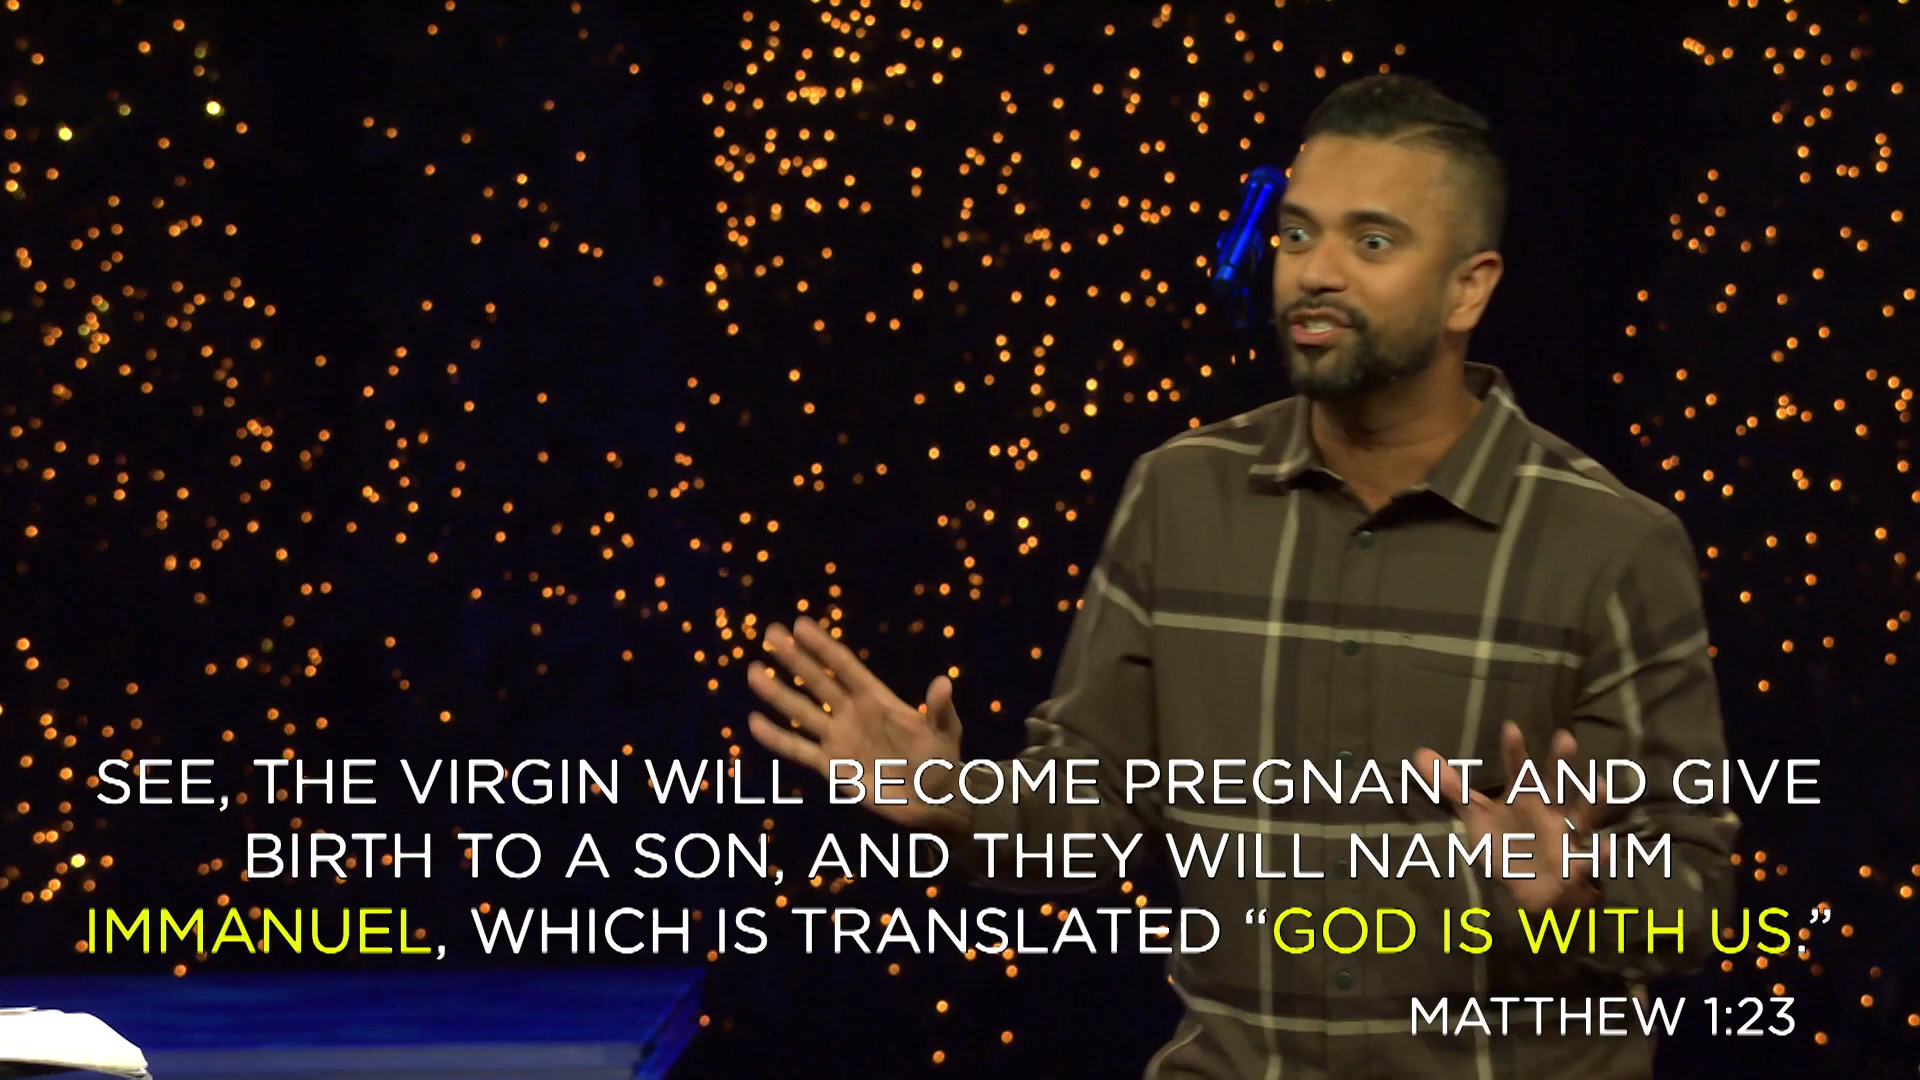 SEE, THE VIRGIN WILL BECOME PREGNANT AND GIVE
BIRTH TO A SON, AND THEY WILL NAME HIM
IMMANUEL, WHICH IS TRANSLATED “GOD IS WITH US.”
MATTHEW 1:23